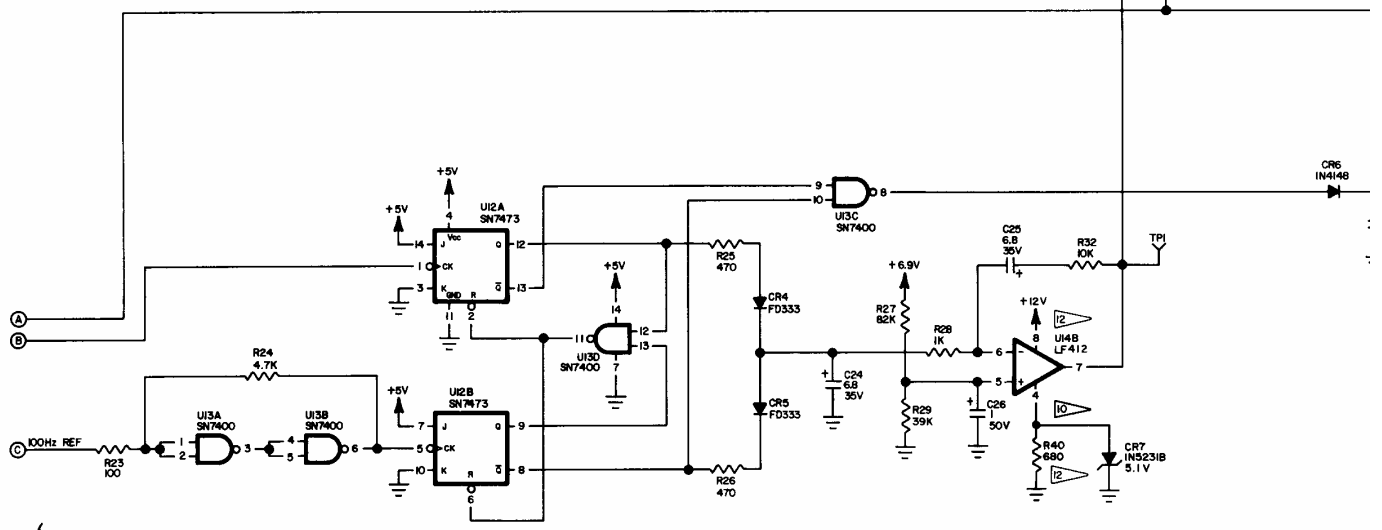 CR6
1N4148
+5V
U12A
SN7473
+5V
4
Vcc
14
J
Q
12
1
CK
3
K
Q
13
GND
R
11
2
9
10
8
U13C
SN7400
R25
470
+5V
14
11
12
13
U13D
SN7400
7
CR4
FD333
+6.9V
R27
82K
R28
1K
C25
6.8
35V
+
R32
10K
TP1
+12V
12
8
U14B
LF412
6
-
5
+
7
4
10
A
B
R24
4.7K
+5V
U12B
SN7473
U13A
SN7400
U13B
SN7400
C
100Hz REF
R23
100
1
2
3
4
5
6
7
J
Q
9
5
CK
10
K
Q
8
R
6
R26
470
CR5
FD333
+
C24
6.8
35V
R29
39K
+
C26
1
50V
R40
680
12
CR7
1N5231B
5.1V